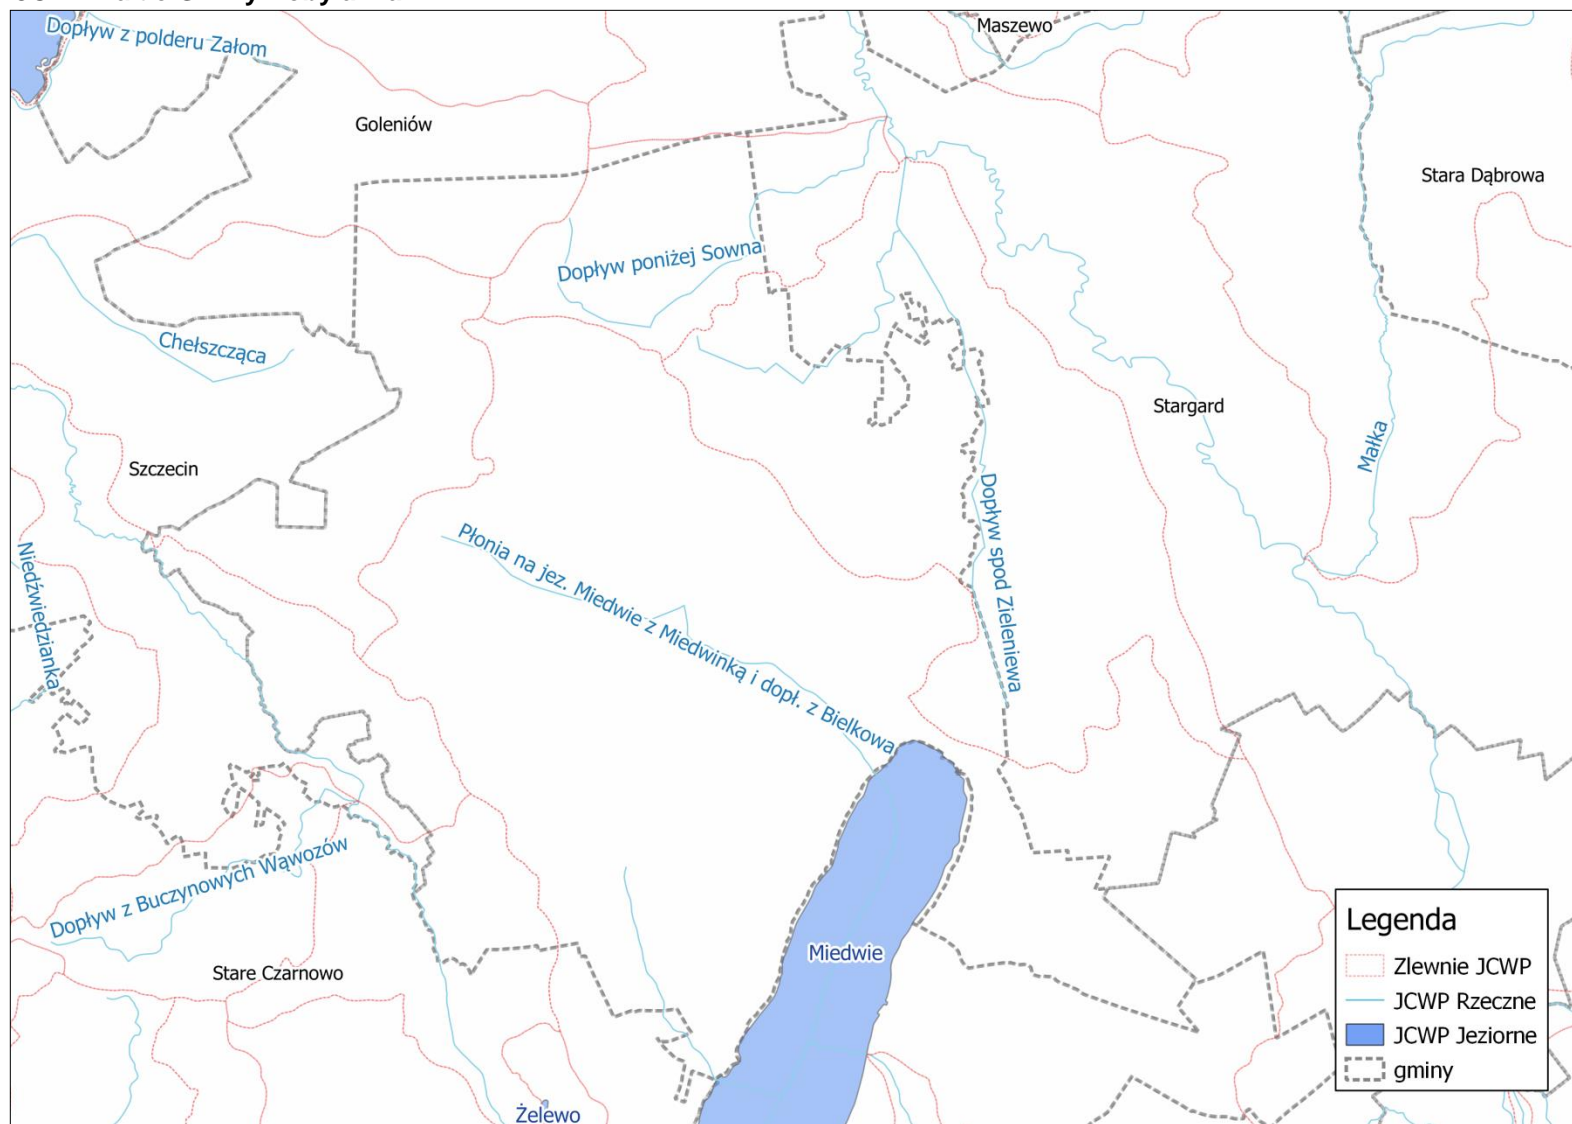 Dopływ z polderu Załom
Maszewo
Goleniów
Stara Dąbrowa
Dopływ poniżej Sowna
Chełszcząca
Stargard
Małka
Szczecin
Płonia na jez. Miedwie z Miedwinką i dopł. z Bielkowa
Dopływ spod Zieleniewa
Niedźwiedzianka
Dopływ z Buczynowych Wąwozów
Miedwie
Stare Czarnowo
Żelewo
Legenda
Zlewnie JCWP
JCWP Rzeczne
JCWP Jeziorne
gminy